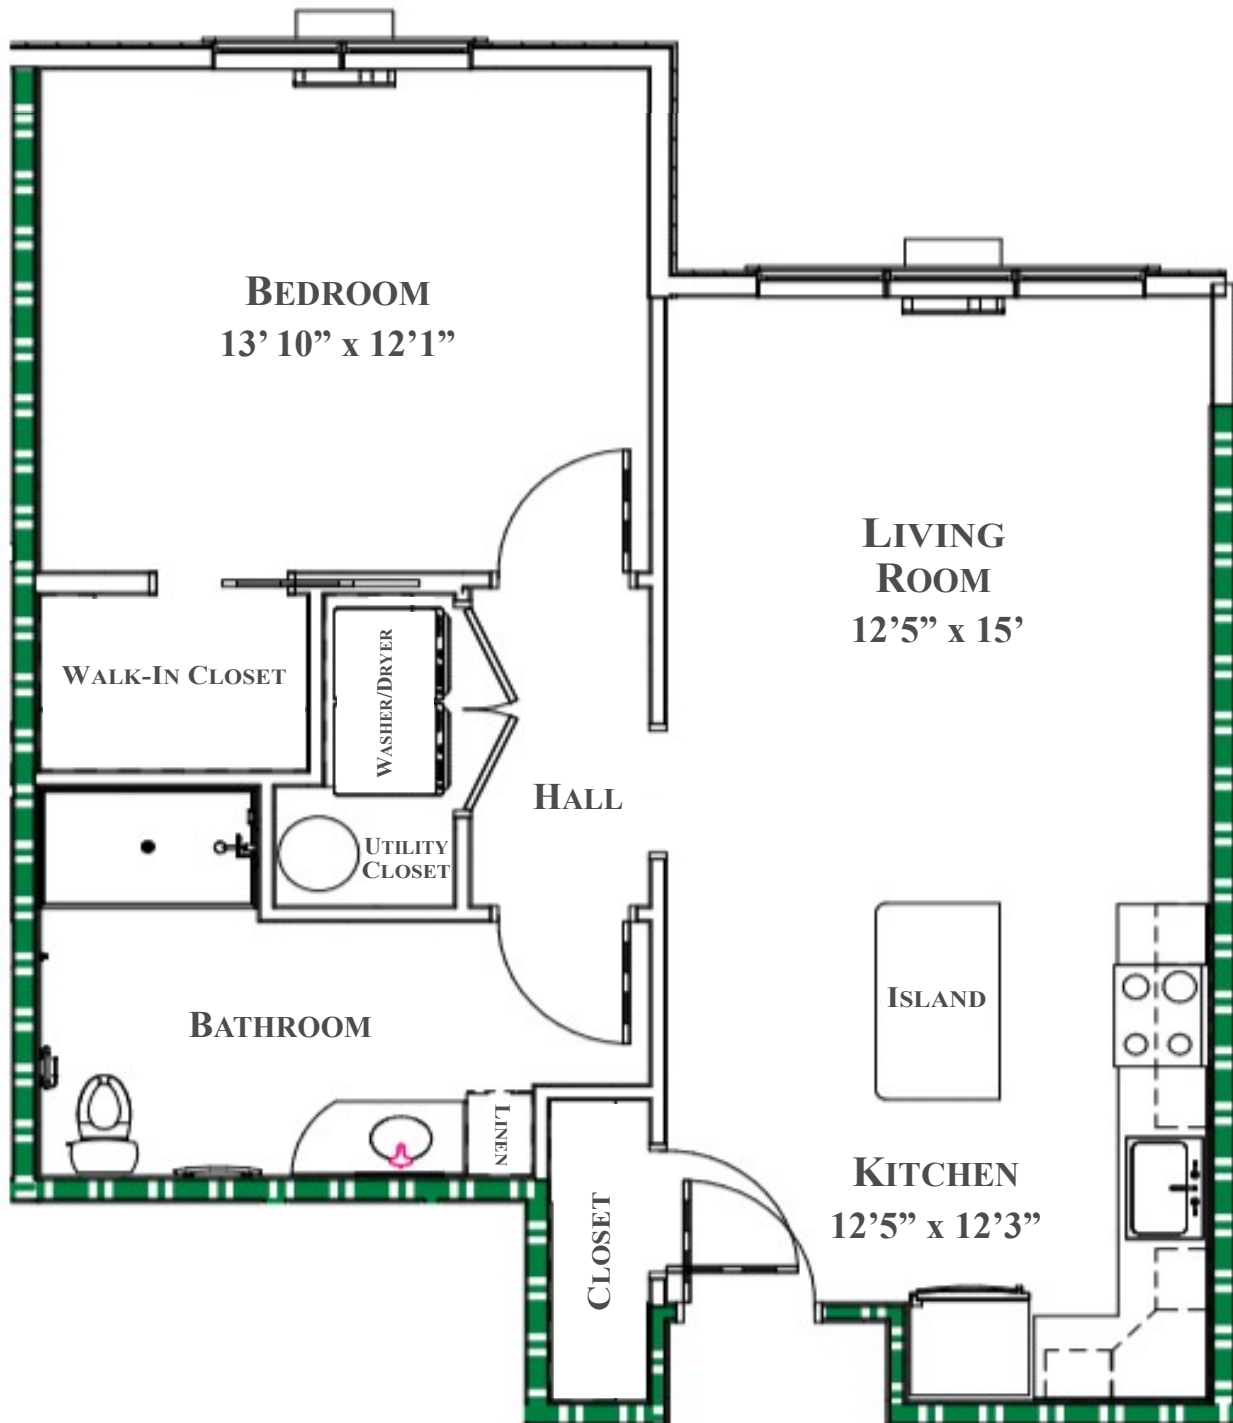 BEDROOM
13' 10” x 12’1”
LIVING
ROOM
12’5” x 15’
WALK-IN CLOSET
WASHER/DRYER
HALL
UTILITY
CLOSET
ISLAND
BATHROOM
LINEN
KITCHEN
12’5” x 12’3”
CLOSET